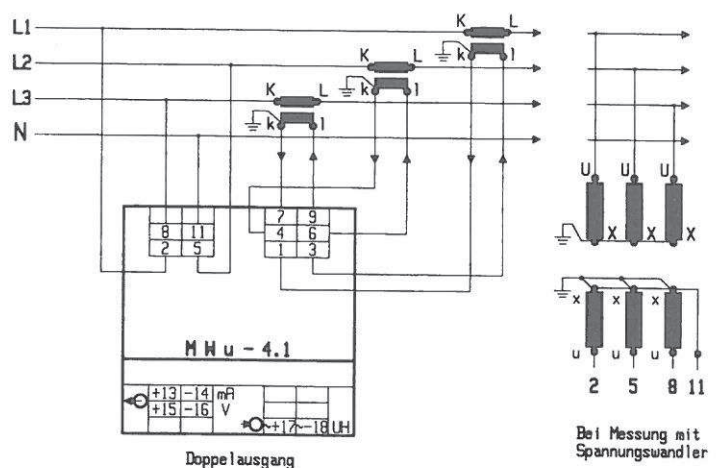 L1
K L
k l
L2
K L
k l
L3
K L
k l
N
U U U
X X X
7 9
8 11 4 6
2 5 1 3
x x x
u u u
2 5 8 11
MWu-4.1
+13 -14 mA
+15 -16 V
~+17~-18 UH
Doppelausgang
Bei Messung mit
Spannungswandler